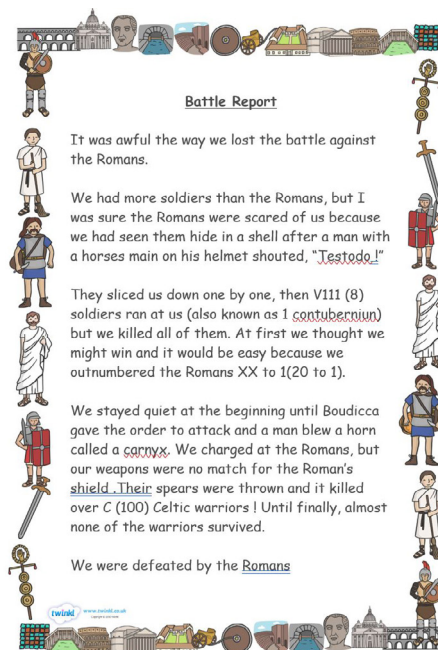 Battle Report
It was awful the way we lost the battle against
the Romans.
We had more soldiers than the Romans, but I
was sure the Romans were scared of us because
we had seen them hide in a shell after a man with
a horses main on his helmet shouted, “Testodo !”
They sliced us down one by one, then V111 (8)
soldiers ran at us (also known as 1 contuberniun)
but we killed all of them. At first we thought we
might win and it would be easy because we
outnumbered the Romans XX to 1(20 to 1).
We stayed quiet at the beginning until Boudicca
gave the order to attack and a man blew a horn
called a carnyx. We charged at the Romans, but
our weapons were no match for the Roman’s
shield .Their spears were thrown and it killed
over C (100) Celtic warriors ! Until finally, almost
none of the warriors survived.
We were defeated by the Romans
twinkl www.twinkl.co.uk